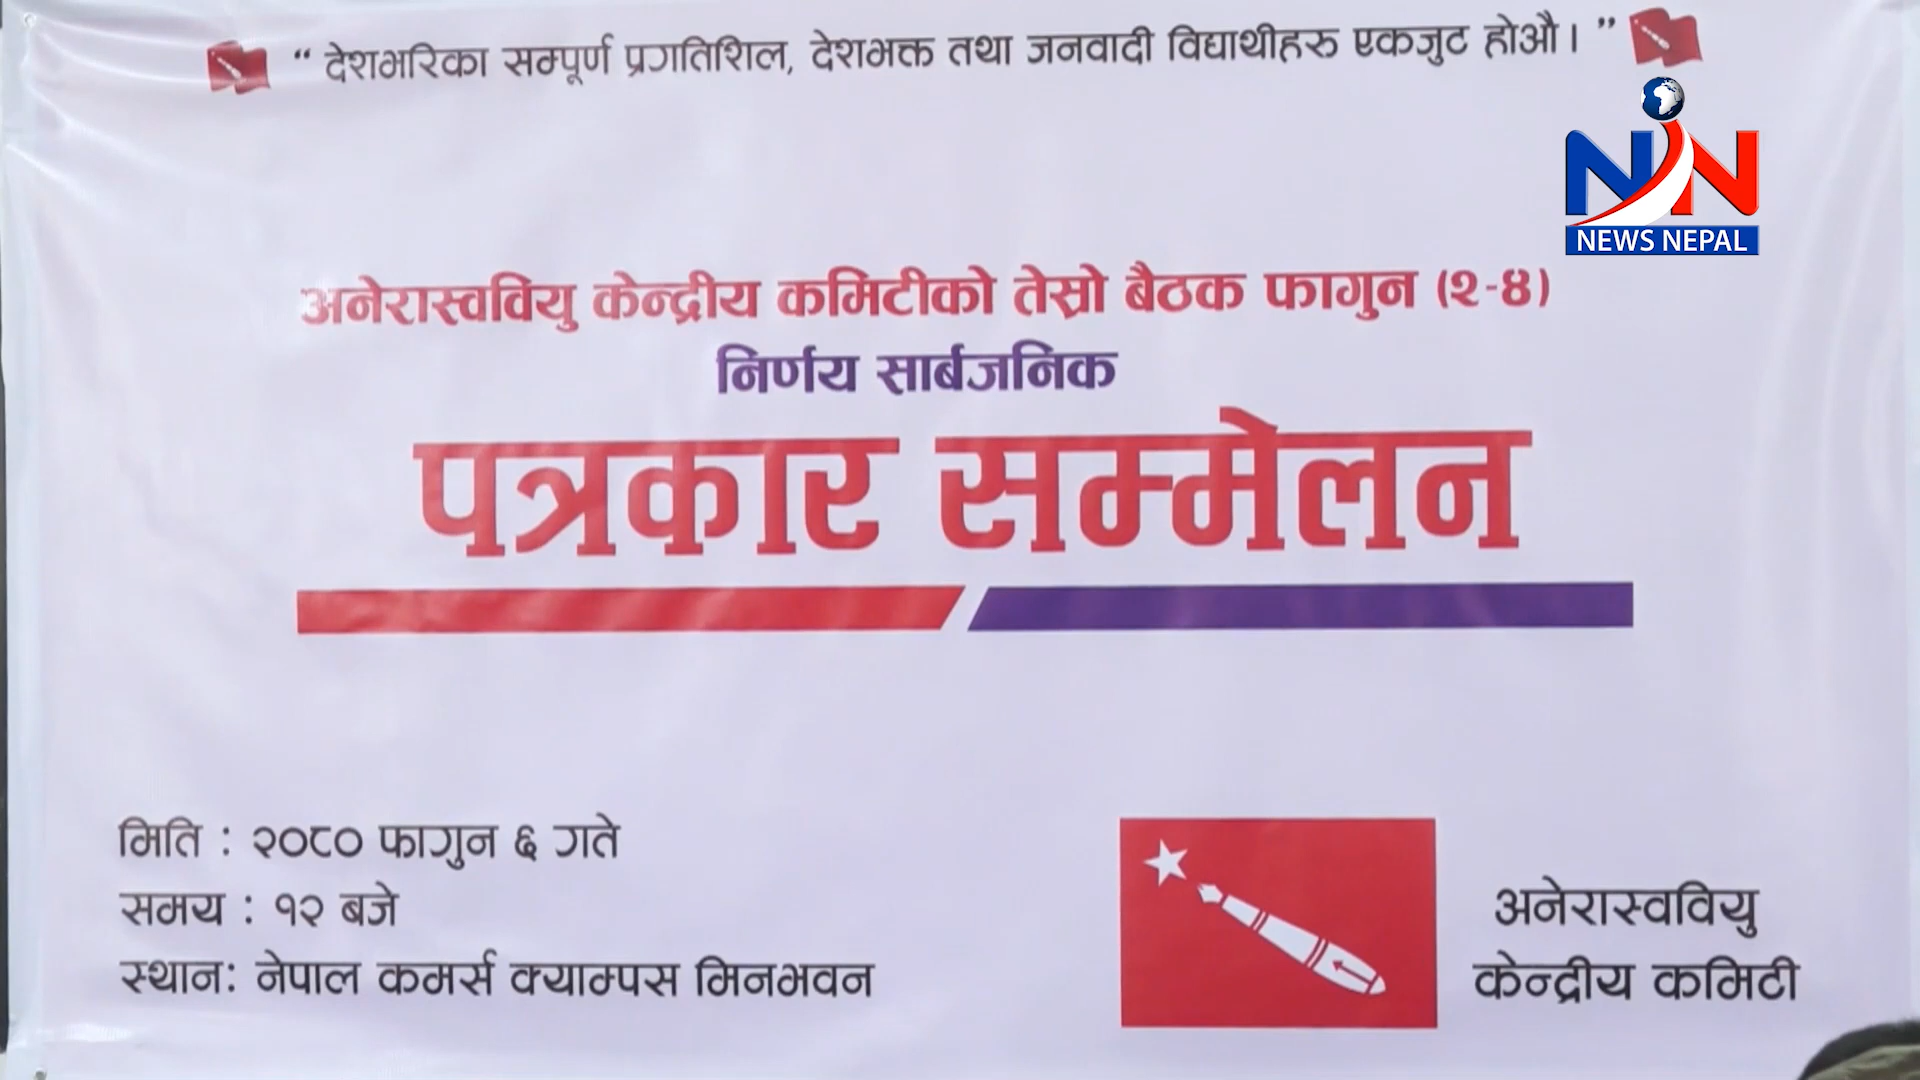 “ देशभरिका सम्पूर्ण प्रगतिशिल, देशभक्त तथा जनवादी विद्यार्थीहरु एकजुट होऔ। ”
NEWS NEPAL
अनेरास्ववियु केन्द्रीय कमिटीको तेस्रो बैठक फागुन (२-४)
निर्णय सार्बजनिक
पत्रकार सम्मेलन
मिति : २०८० फागुन ६ गते
समय : १२ बजे
स्थान: नेपाल कमर्स क्याम्पस मिनभवन
अनेरास्ववियु
केन्द्रीय कमिटी